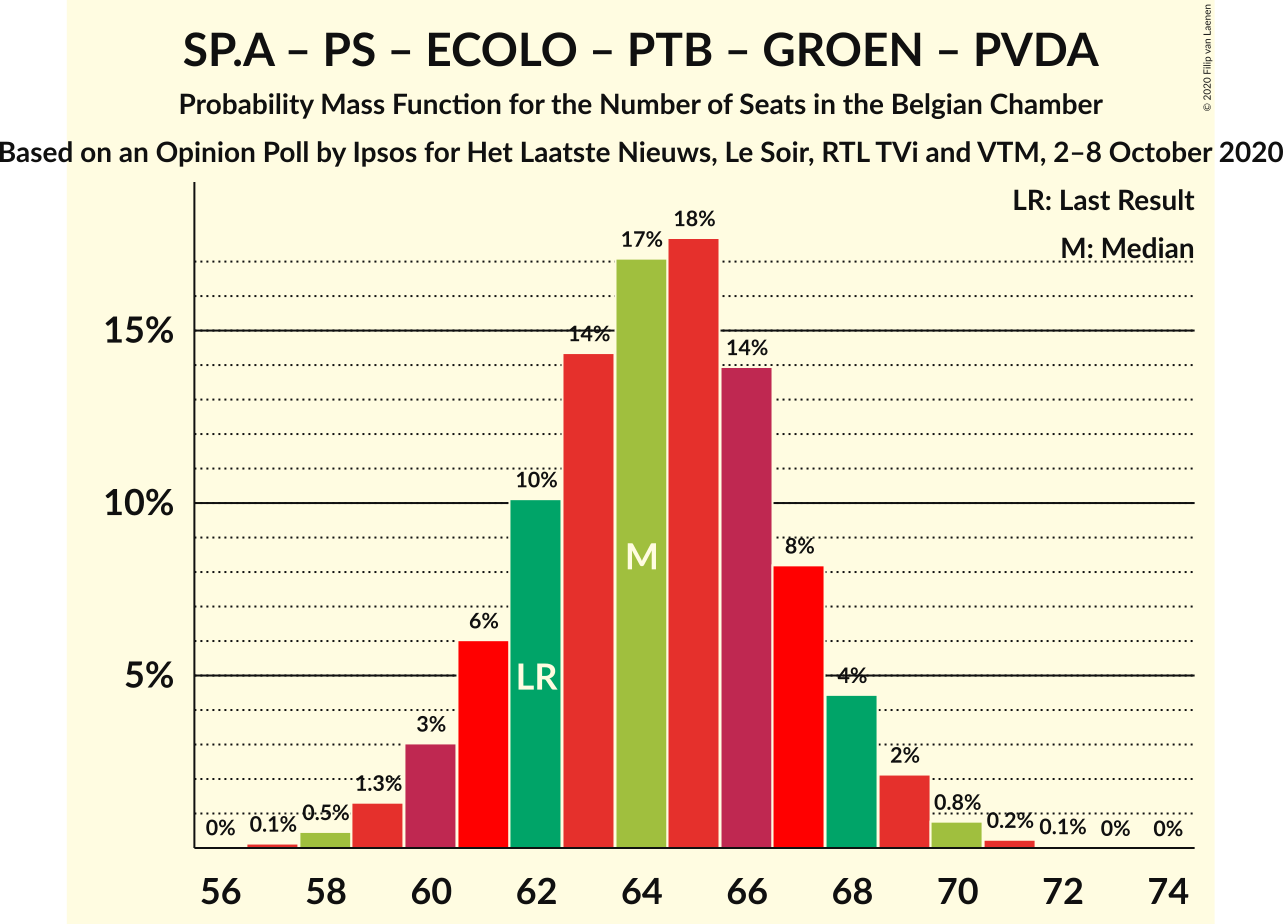 SP.A – PS – ECOLO – PTB – GROEN – PVDA
Probability Mass Function for the Number of Seats in the Belgian Chamber
Based on an Opinion Poll by Ipsos for Het Laatste Nieuws, Le Soir, RTL TVi and VTM, 2–8 October 2020
© 2020 Filip van Laenen
LR: Last Result
M: Median
15%
10%
5%
0% 0.1% 0.5% 1.3% 3% 6% 10% 14% 17% 18% 14% 8% 4% 2% 0.8% 0.2% 0.1% 0% 0%
LR
M
56 58 60 62 64 66 68 70 72 74